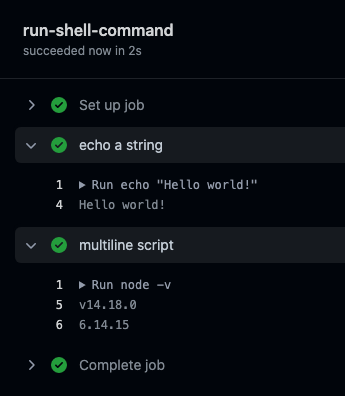 run-shell-command
succeeded now in 2s
Set up job
echo a string
1 Run echo "Hello world!"
4 Hello world!
multiline script
1 Run node -v
5 v14.18.0
6 6.14.15
Complete job